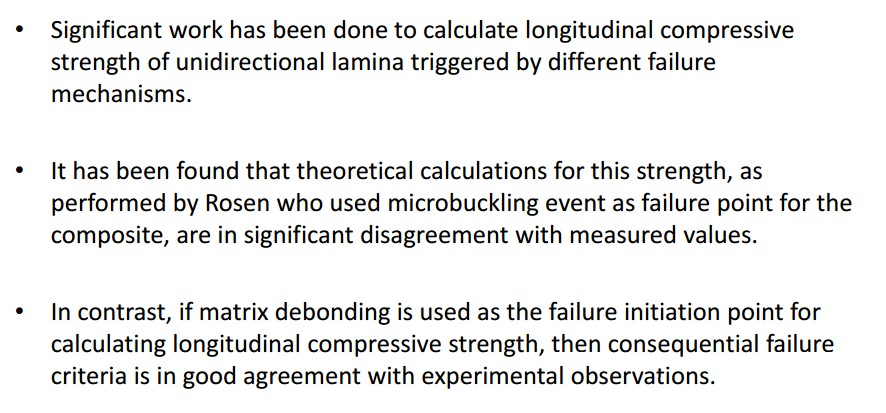 • Significant work has been done to calculate longitudinal compressive
strength of unidirectional lamina triggered by different failure
mechanisms.
• It has been found that theoretical calculations for this strength, as
performed by Rosen who used microbuckling event as failure point for the
composite, are in significant disagreement with measured values.
• In contrast, if matrix debonding is used as the failure initiation point for
calculating longitudinal compressive strength, then consequential failure
criteria is in good agreement with experimental observations.